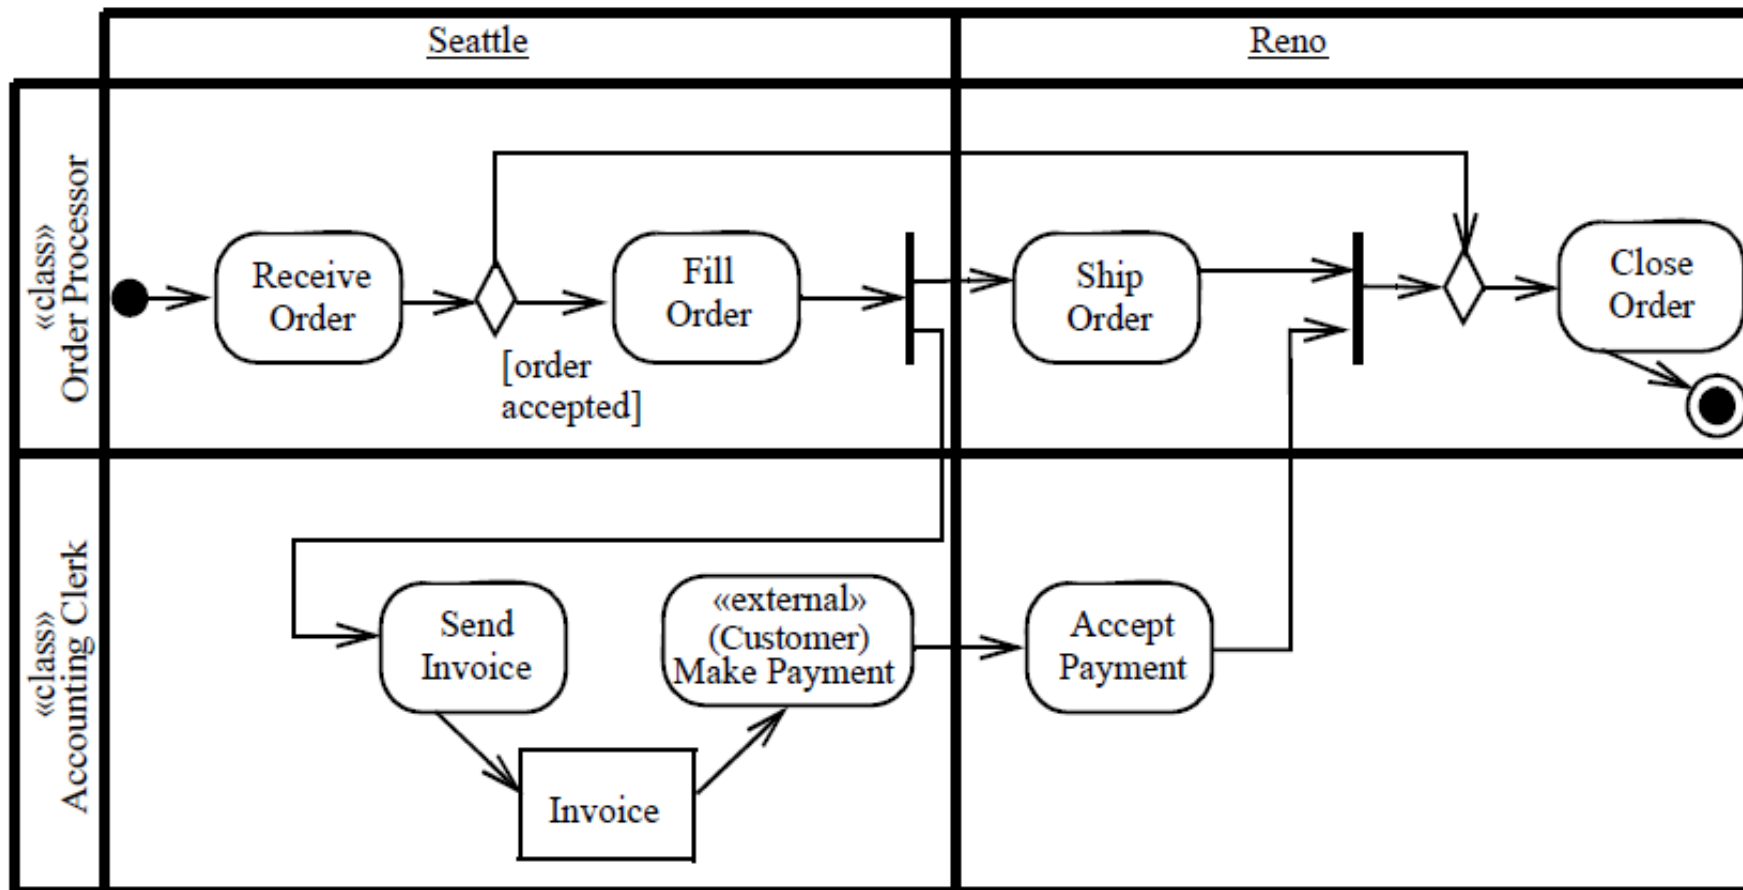 Seattle
Reno
«class»
Order Processor
Receive
Order
[order
accepted]
Fill
Order
Ship
Order
Close
Order
«class»
Accounting Clerk
Send
Invoice
Invoice
«external»
(Customer)
Make Payment
Accept
Payment